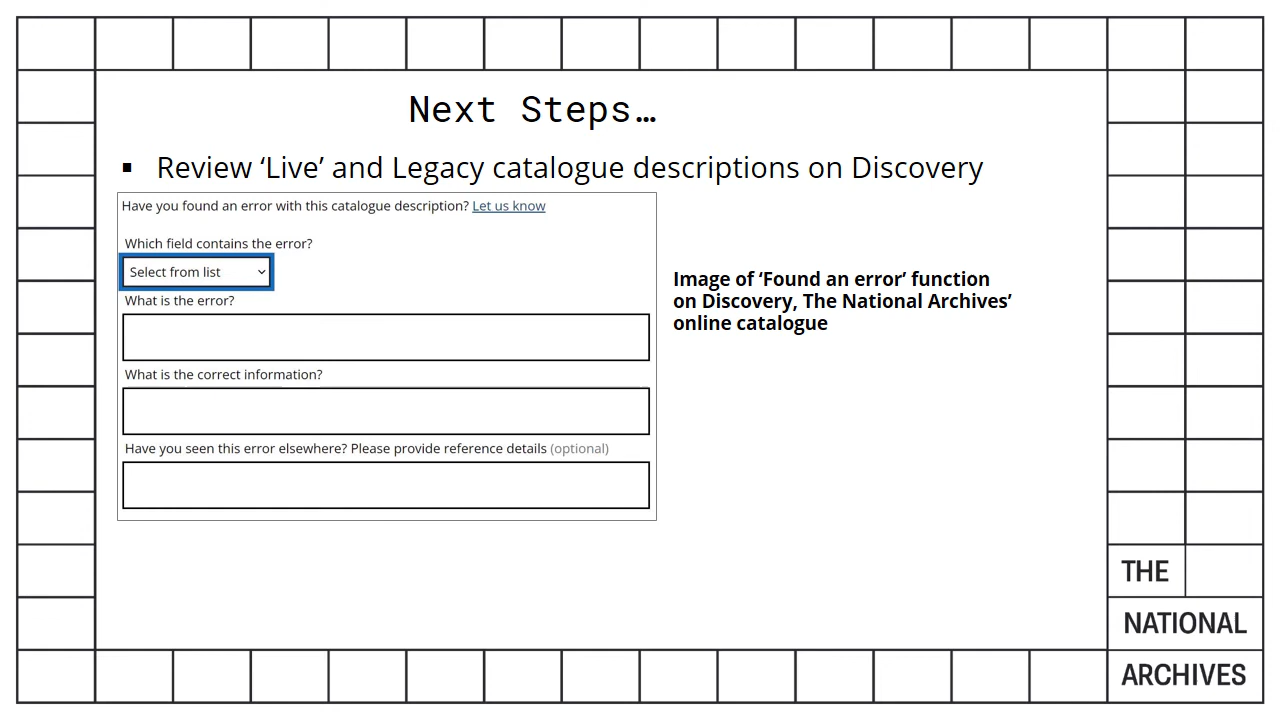 Next Steps…
▪ Review ‘Live’ and Legacy catalogue descriptions on Discovery
Have you found an error with this catalogue description? Let us know
Which field contains the error?
Select from list
What is the error?
What is the correct information?
Have you seen this error elsewhere? Please provide reference details (optional)
Image of ‘Found an error’ function
on Discovery, The National Archives’
online catalogue
THE
NATIONAL
ARCHIVES